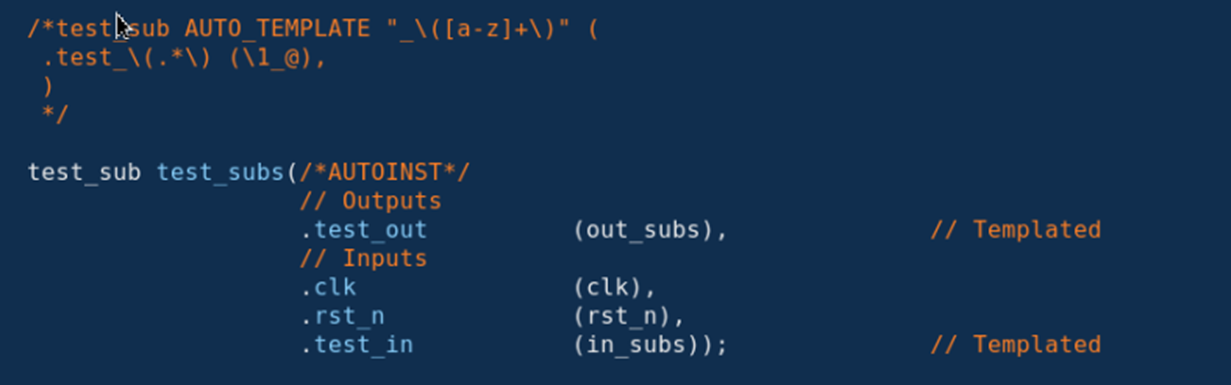 /*test_sub AUTO_TEMPLATE "_\([a-z]+\)" (
.test_\(.*\) (\1_@),
)
*/
test_sub test_subs(/*AUTOINST*/
// Outputs
.test_out (out_subs), // Templated
// Inputs
.clk (clk),
.rst_n (rst_n),
.test_in (in_subs)); // Templated